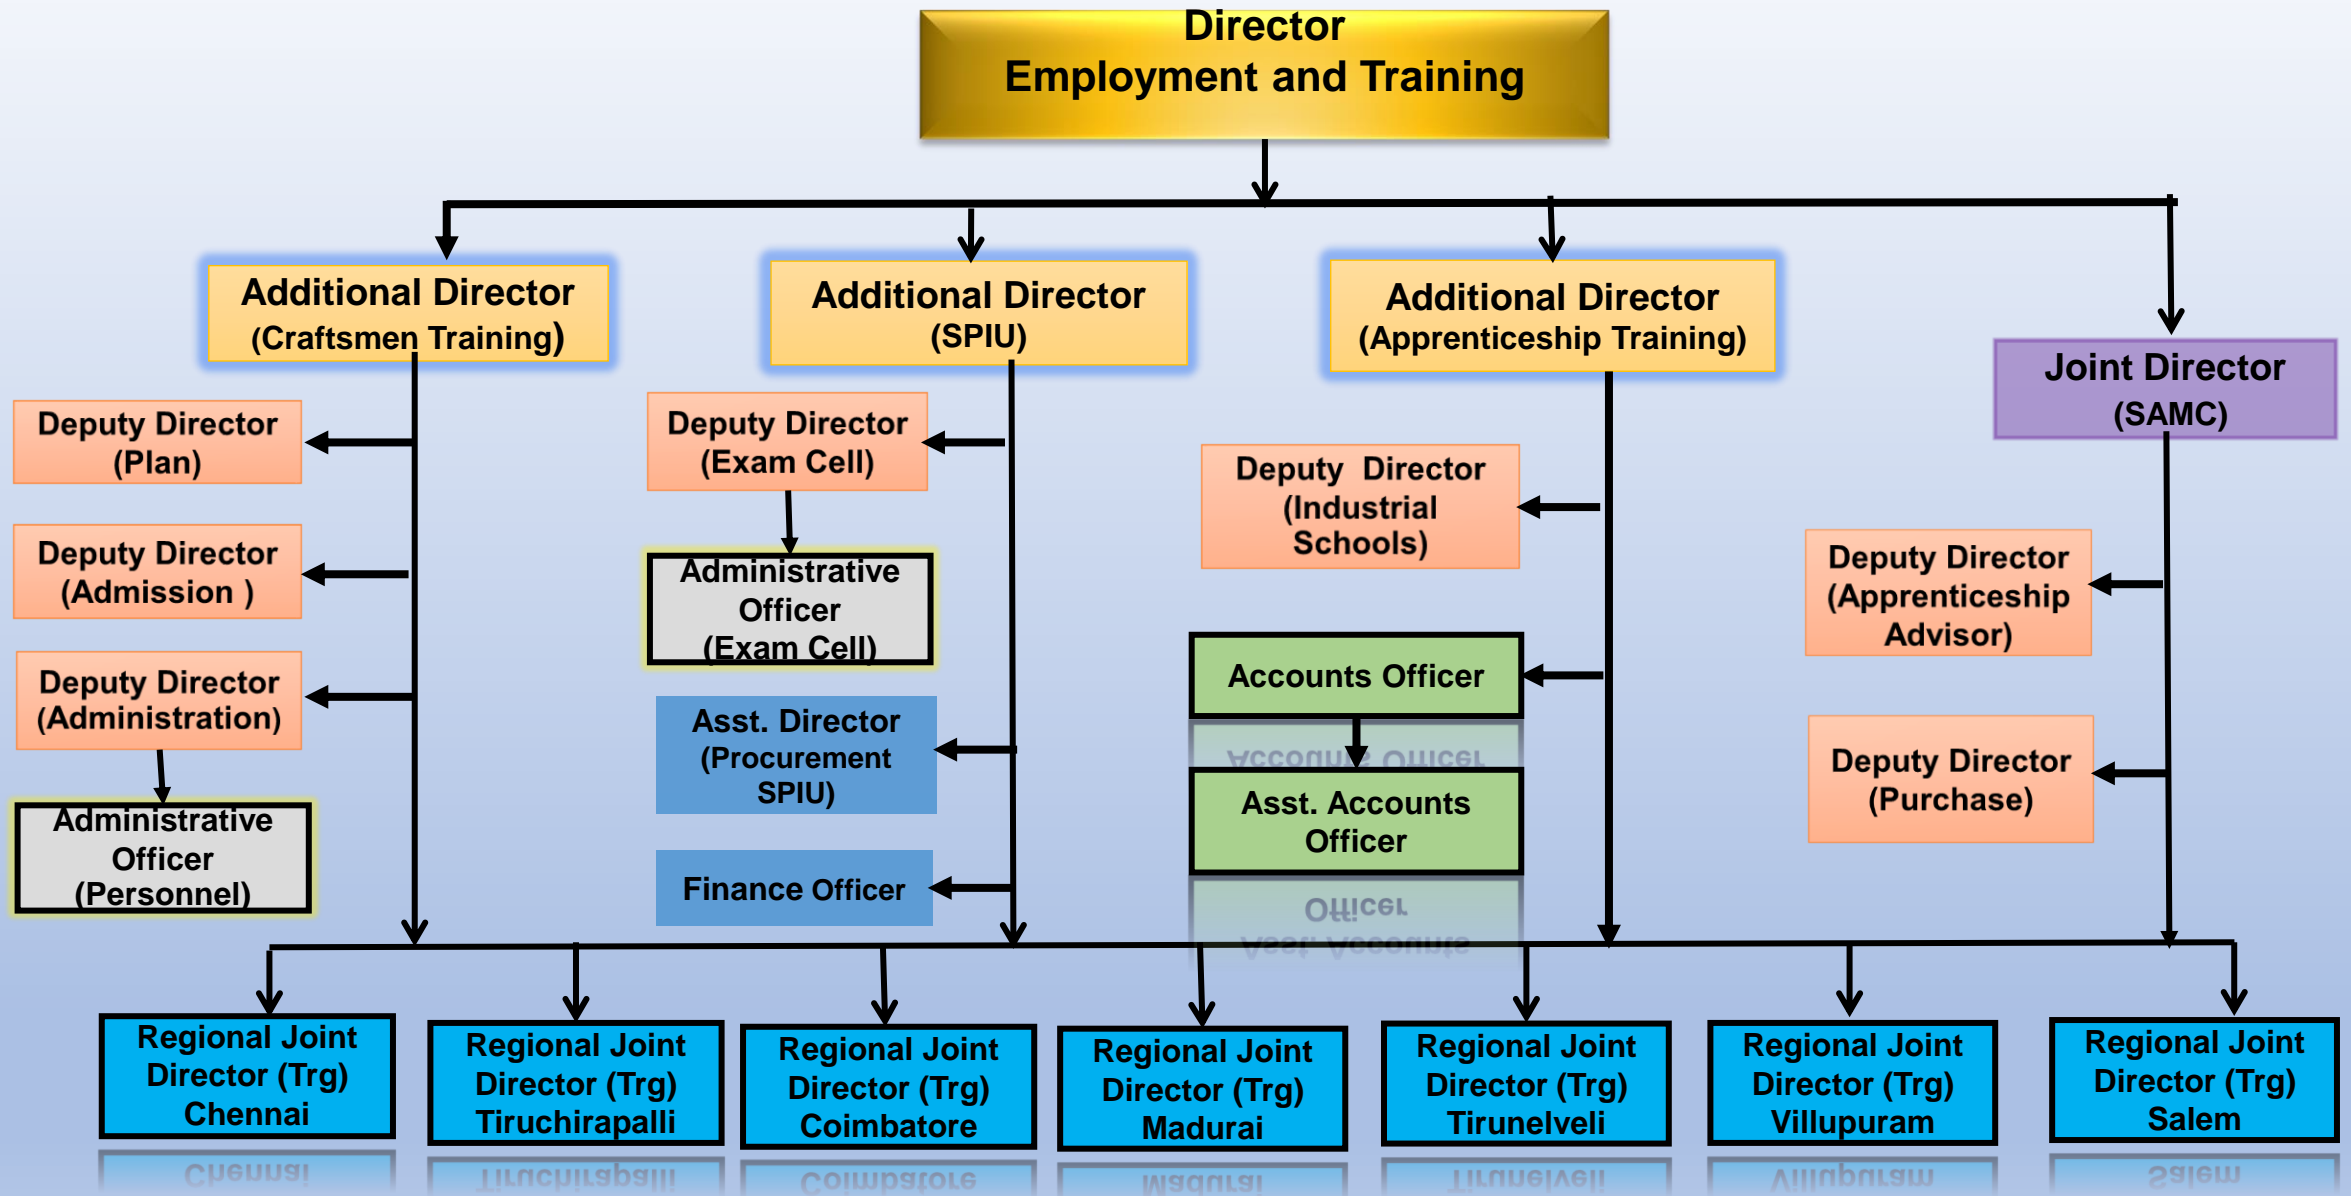 Director
Employment and Training
Additional Director
(Craftsmen Training)
Additional Director
(SPIU)
Additional Director
(Apprenticeship Training)
Joint Director
(SAMC)
Deputy Director
(Plan)
Deputy Director
(Admission )
Deputy Director
(Administration)
Administrative
Officer
(Personnel)
Deputy Director
(Exam Cell)
Administrative
Officer
(Exam Cell)
Asst. Director
(Procurement
SPIU)
Finance Officer
Deputy  Director
(Industrial
Schools)
Accounts Officer
Asst. Accounts
Officer
Deputy Director
(Apprenticeship
Advisor)
Deputy Director
(Purchase)
Regional Joint
Director (Trg)
Chennai
Regional Joint
Director (Trg)
Tiruchirapalli
Regional Joint
Director (Trg)
Coimbatore
Regional Joint
Director (Trg)
Madurai
Regional Joint
Director (Trg)
Tirunelveli
Regional Joint
Director (Trg)
Villupuram
Regional Joint
Director (Trg)
Salem